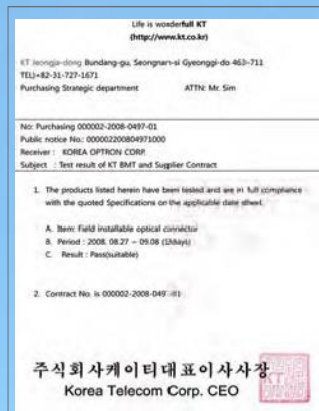 Life is wonderfull KT
(http://www.kt.co.kr)
KT Jeongja-dong Bundang-gu, Seongnam-si Gyeonggi-do 463-711
TEL)+82-31-727-1671
Purchasing Strategic department ATTN: Mr. Sim
No: Purchasing 000002-2008-0497-01
Public notice No.: 000002200804971000
Receiver : KOREA OPTRON CORP.
Subject : Test result of KT BMT and Supplier Contract
1. The products listed herein have been tested and are in full compliance
with the quoted Specifications on the applicable date sheet.
A. Item: Field installable optical connector
B. Period : 2008. 08.27 ~ 09.08 (13days)
C. Result : Pass(suitable)
2. Contract No. is 000002-2008-0497-01
주식회사케이티대표이사사장
Korea Telecom Corp. CEO